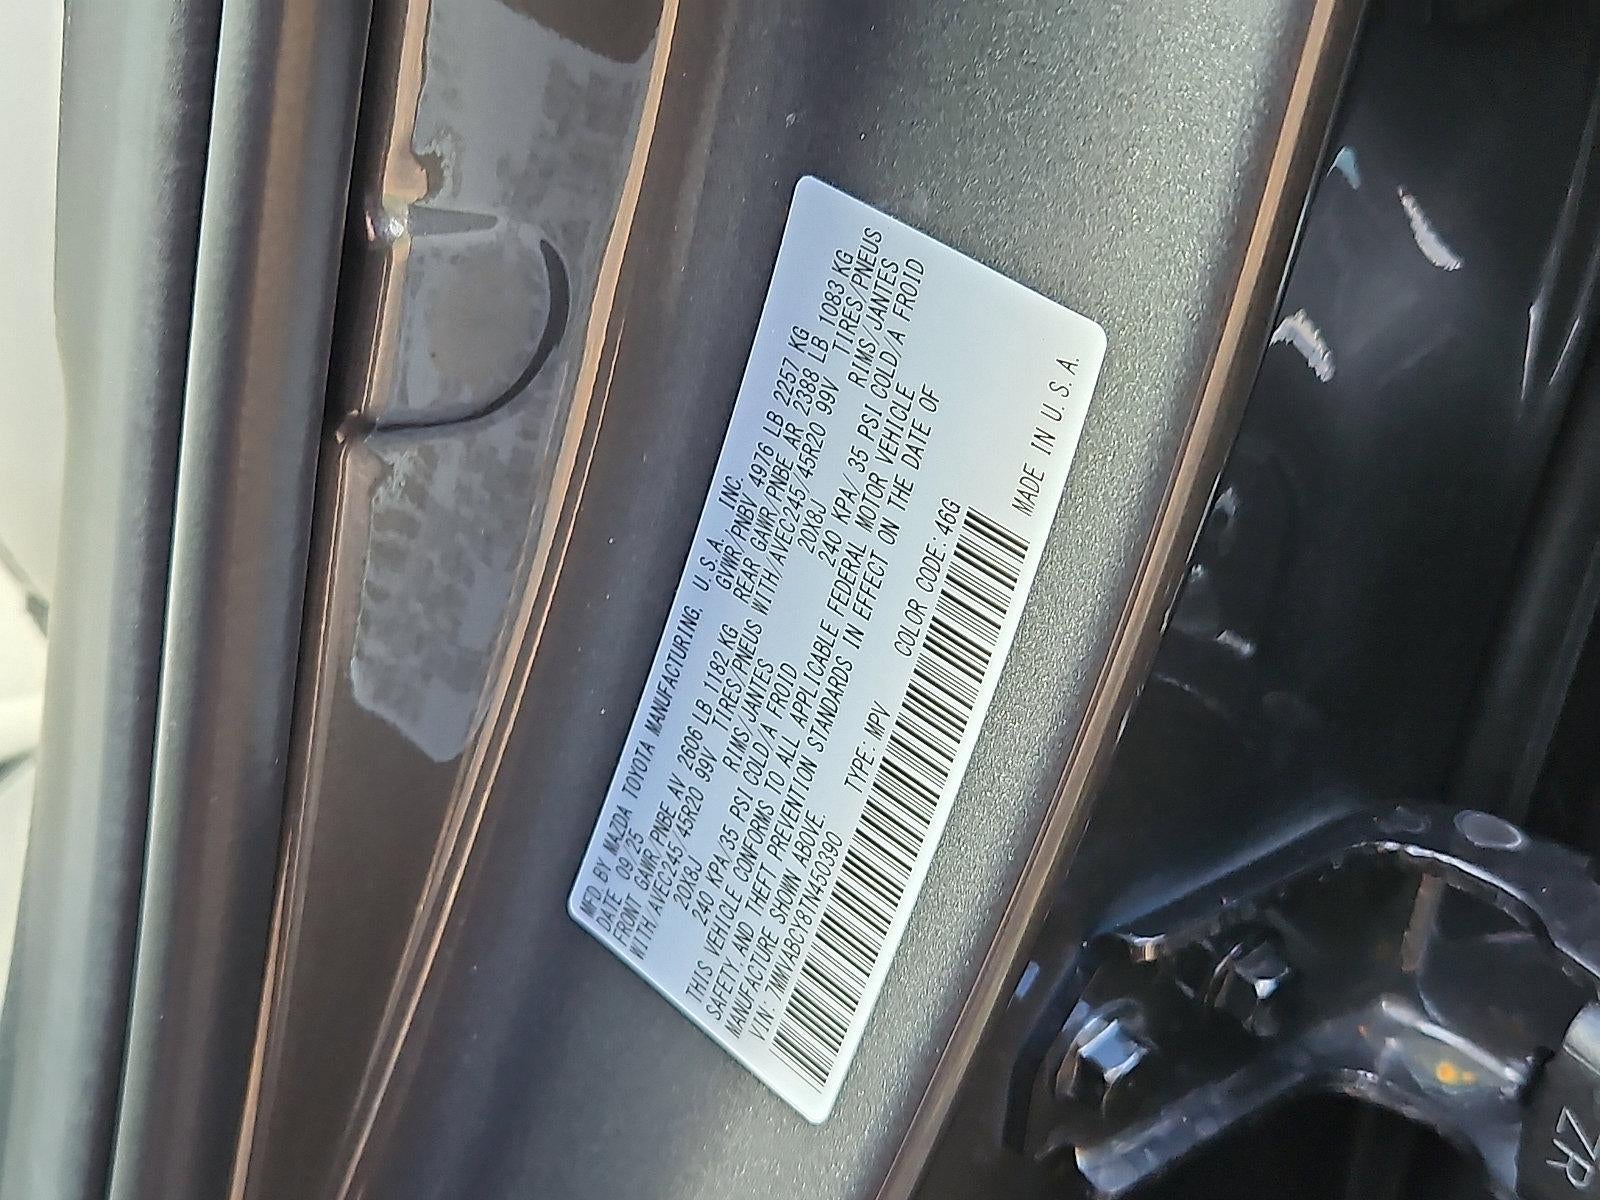 MFD. BY MAZDA TOYOTA MANUFACTURING, U.S.A., INC.
DATE 09/25 GVWR/PNBV 4976 LB 2257 KG
FRONT GAWR/PNBE AV 2606 LB 1182 KG REAR GAWR/PNBE AR 2388 LB 1083 KG
WITH/AVEC245/45R20 99V TIRES/PNEUS WITH/AVEC245/45R20 99V TIRES/PNEUS
20X8J RIMS/JANTES 20X8J RIMS/JANTES
240 KPA/35 PSI COLD/A FROID 240 KPA/35 PSI COLD/A FROID
THIS VEHICLE CONFORMS TO ALL APPLICABLE FEDERAL MOTOR VEHICLE
SAFETY AND THEFT PREVENTION STANDARDS IN EFFECT ON THE DATE OF
MANUFACTURE SHOWN ABOVE.
VIN: 7MMVABCY8TN450390 TYPE: MPV COLOR CODE: 46G
MADE IN U.S.A.
ZR